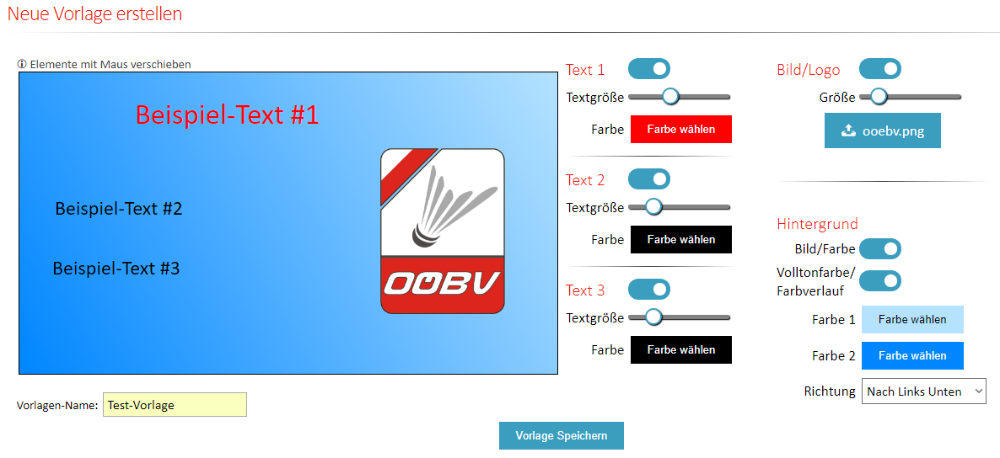 Neue Vorlage erstellen
Elemente mit Maus verschieben
Beispiel-Text #1
Beispiel-Text #2
Beispiel-Text #3
OÖBV
Vorlagen-Name: Test-Vorlage
Text 1
Textgröße
Farbe Farbe wählen
Text 2
Textgröße
Farbe Farbe wählen
Text 3
Textgröße
Farbe Farbe wählen
Bild/Logo
Größe
ooebv.png
Hintergrund
Bild/Farbe
Volltonfarbe/
Farbverlauf
Farbe 1 Farbe wählen
Farbe 2 Farbe wählen
Richtung Nach Links Unten
Vorlage Speichern